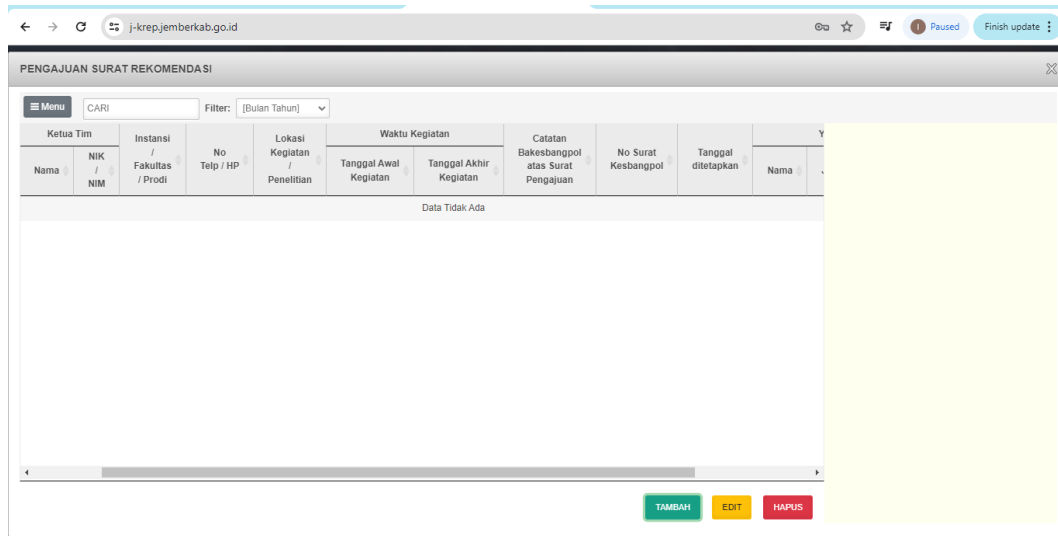 j-krep.jemberkab.go.id
I Paused
Finish update
PENGAJUAN SURAT REKOMENDASI
Menu
CARI
Filter: [Bulan Tahun]
Ketua Tim
Nama
NIK
/
NIM
Instansi
/
Fakultas
/ Prodi
No
Telp / HP
Lokasi
Kegiatan
/
Penelitian
Waktu Kegiatan
Tanggal Awal
Kegiatan
Tanggal Akhir
Kegiatan
Catatan
Bakesbangpol
atas Surat
Pengajuan
No Surat
Kesbangpol
Tanggal
ditetapkan
Y
Nama
Data Tidak Ada
TAMBAH
EDIT
HAPUS